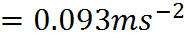 = 0.093ms⁻²